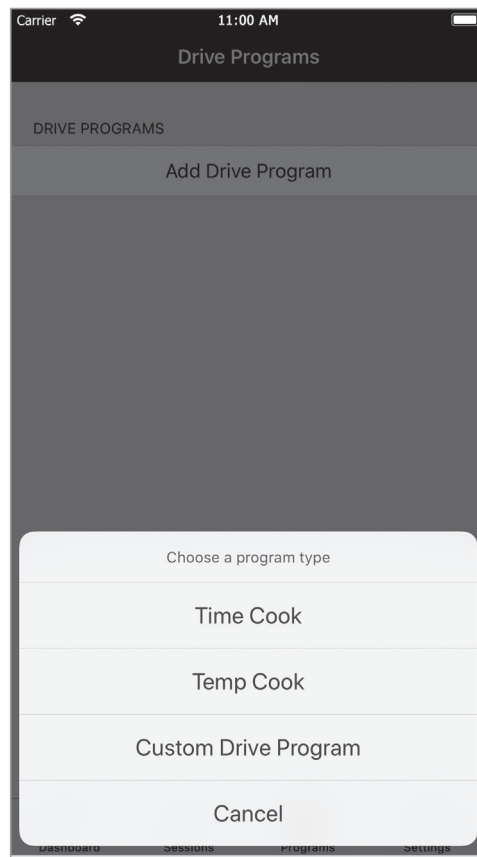 Carrier 11:00 AM
Drive Programs
DRIVE PROGRAMS
Add Drive Program
Choose a program type
Time Cook
Temp Cook
Custom Drive Program
Cancel
Dashboard Sessions Programs Settings